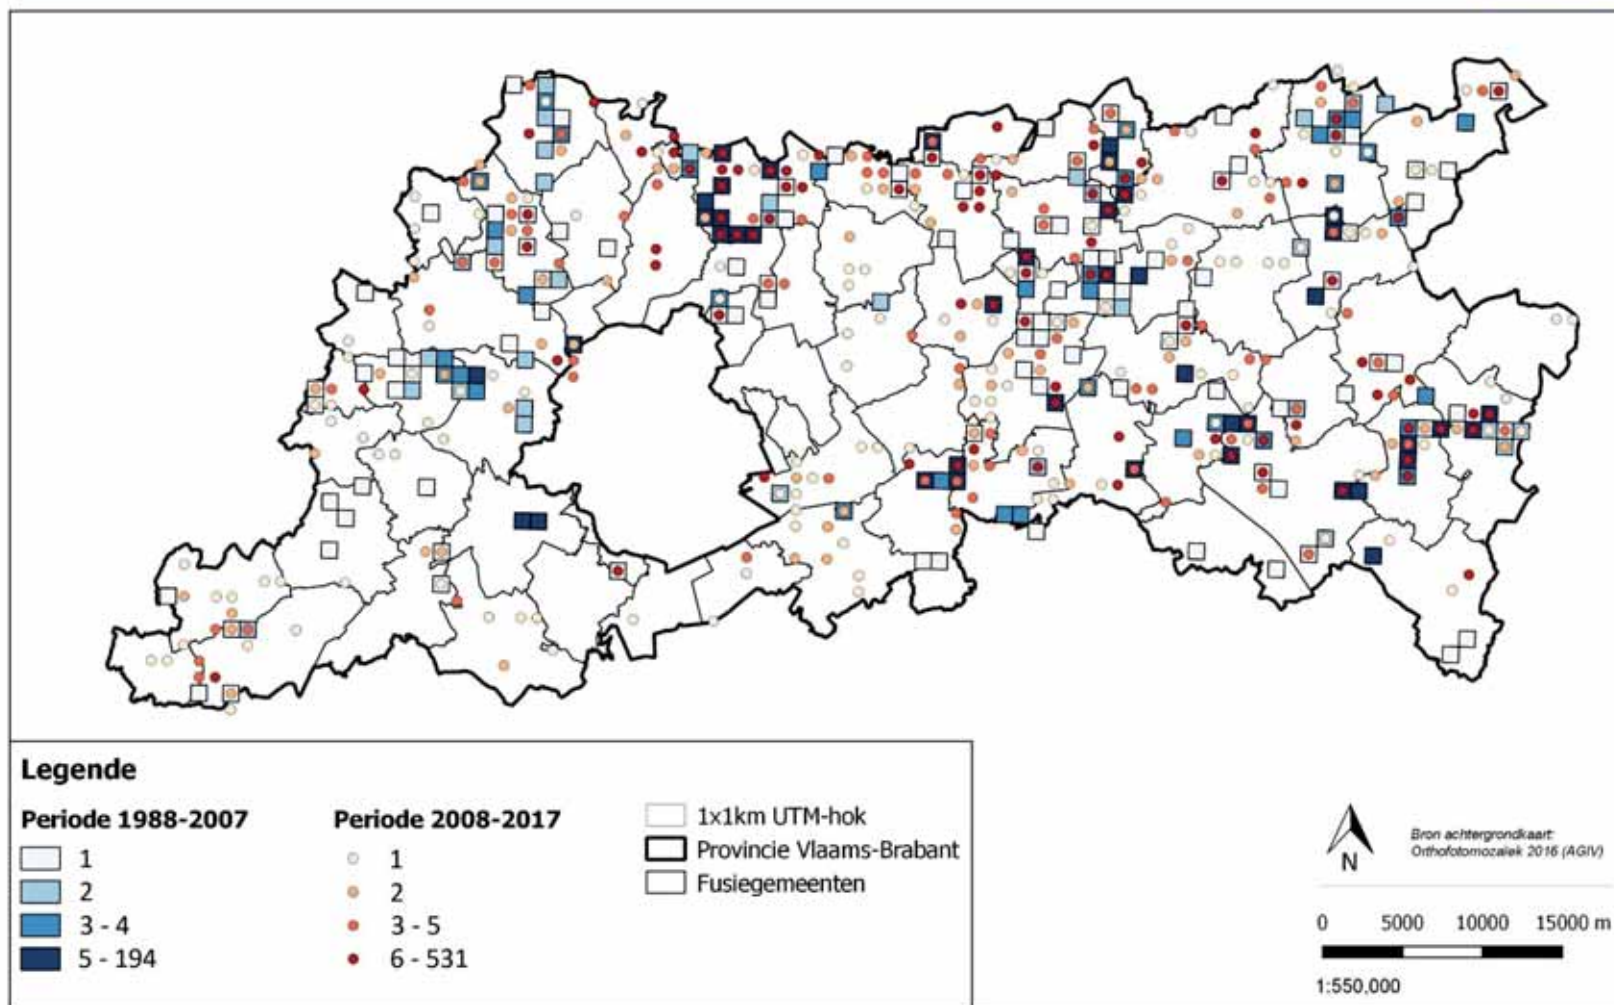 Legende
Periode 1988-2007
1
2
3 - 4
5 - 194
Periode 2008-2017
1
2
3 - 5
6 - 531
1x1km UTM-hok
Provincie Vlaams-Brabant
Fusiegemeenten
N
Bron achtergrondkaart:
Orthofotomozaïek 2016 (AGIV)
0 5000 10000 15000 m
1:550,000